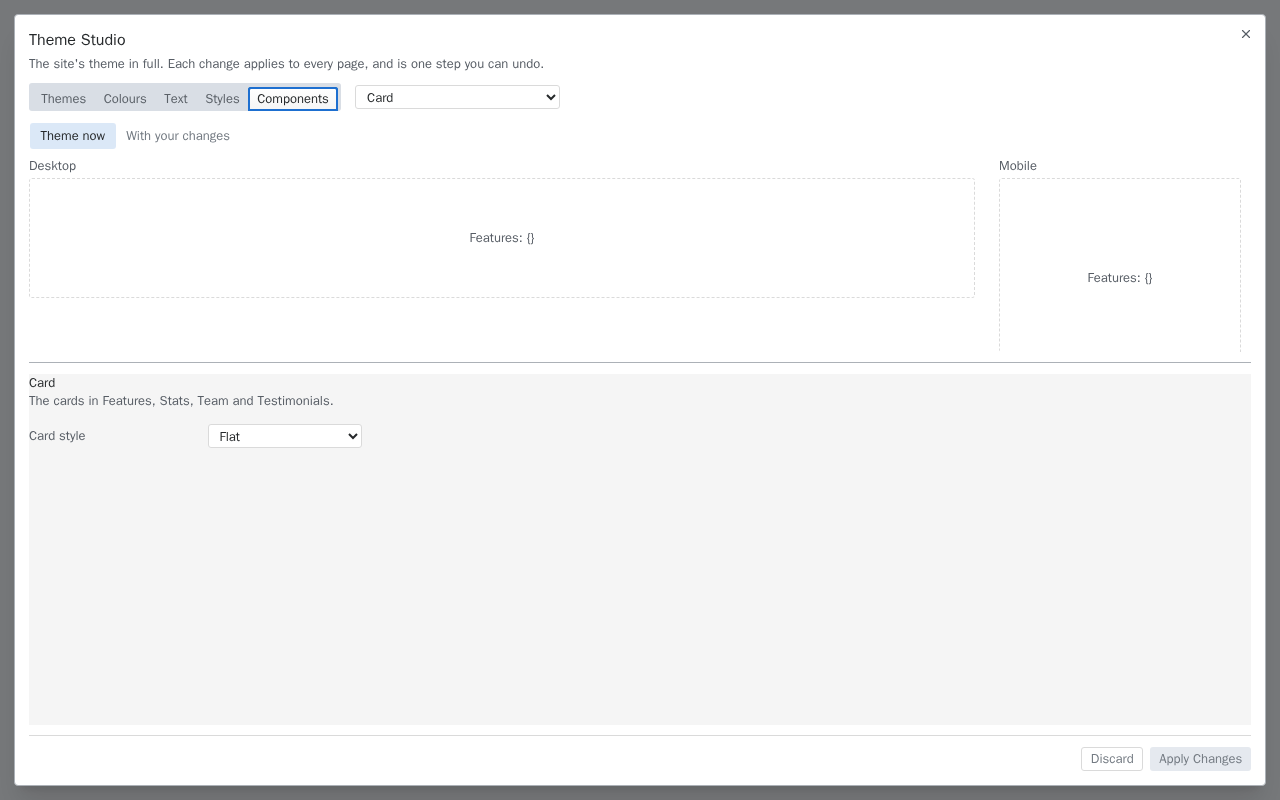 Theme Studio
×
The site's theme in full. Each change applies to every page, and is one step you can undo.
Themes Colours Text Styles Components Card
Theme now With your changes
Desktop Mobile
Features: {}
Features: {}
Card
The cards in Features, Stats, Team and Testimonials.
Card style Flat
Discard Apply Changes